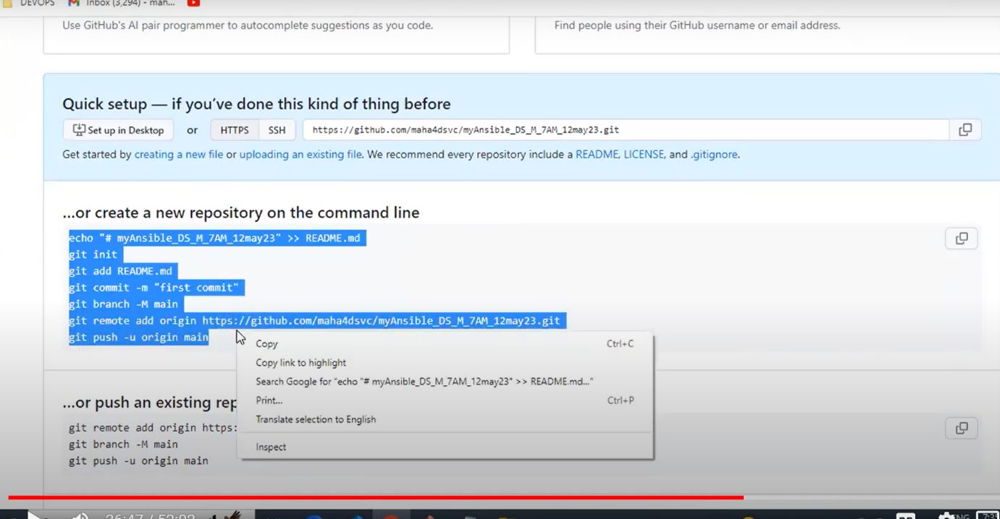 DEVOPS Inbox (3,294) - mah...
Use GitHub's AI pair programmer to autocomplete suggestions as you code.
Find people using their GitHub username or email address.
Quick setup — if you've done this kind of thing before
Set up in Desktop or HTTPS SSH https://github.com/maha4dsvc/myAnsible_DS_M_7AM_12may23.git
Get started by creating a new file or uploading an existing file. We recommend every repository include a README, LICENSE, and .gitignore.
...or create a new repository on the command line
echo "# myAnsible_DS_M_7AM_12may23" >> README.md
git init
git add README.md
git commit -m "first commit"
git branch -M main
git remote add origin https://github.com/maha4dsvc/myAnsible_DS_M_7AM_12may23.git
git push -u origin main
Copy Ctrl+C
Copy link to highlight
Search Google for "echo "# myAnsible_DS_M_7AM_12may23" >> README.md..."
Print... Ctrl+P
Translate selection to English
Inspect
...or push an existing rep
git remote add origin https:
git branch -M main
git push -u origin main
26:47 / 52:02
ENG